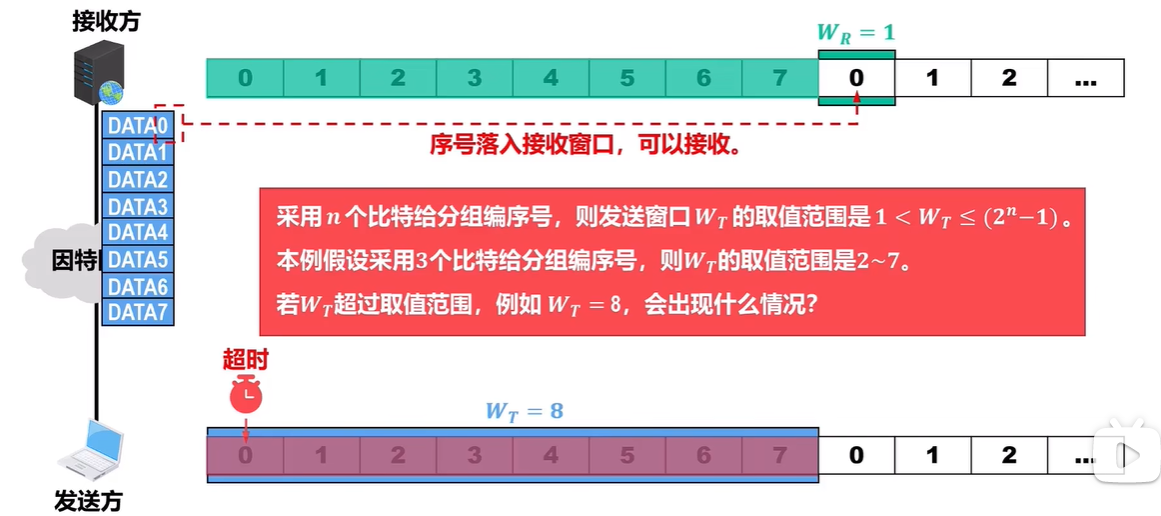 接收方
W_R = 1
0 1 2 3 4 5 6 7 0 1 2 ...
DATA0
DATA1
DATA2
DATA3
DATA4
DATA5
DATA6
DATA7
序号落入接收窗口，可以接收。
因特
采用 n 个比特给分组编序号，则发送窗口 W_T 的取值范围是 1 < W_T ≤ (2^n−1) 。
本例假设采用3个比特给分组编序号，则W_T的取值范围是2~7。
若W_T超过取值范围，例如 W_T = 8，会出现什么情况？
超时
W_T = 8
0 1 2 3 4 5 6 7 0 1 2 ...
发送方